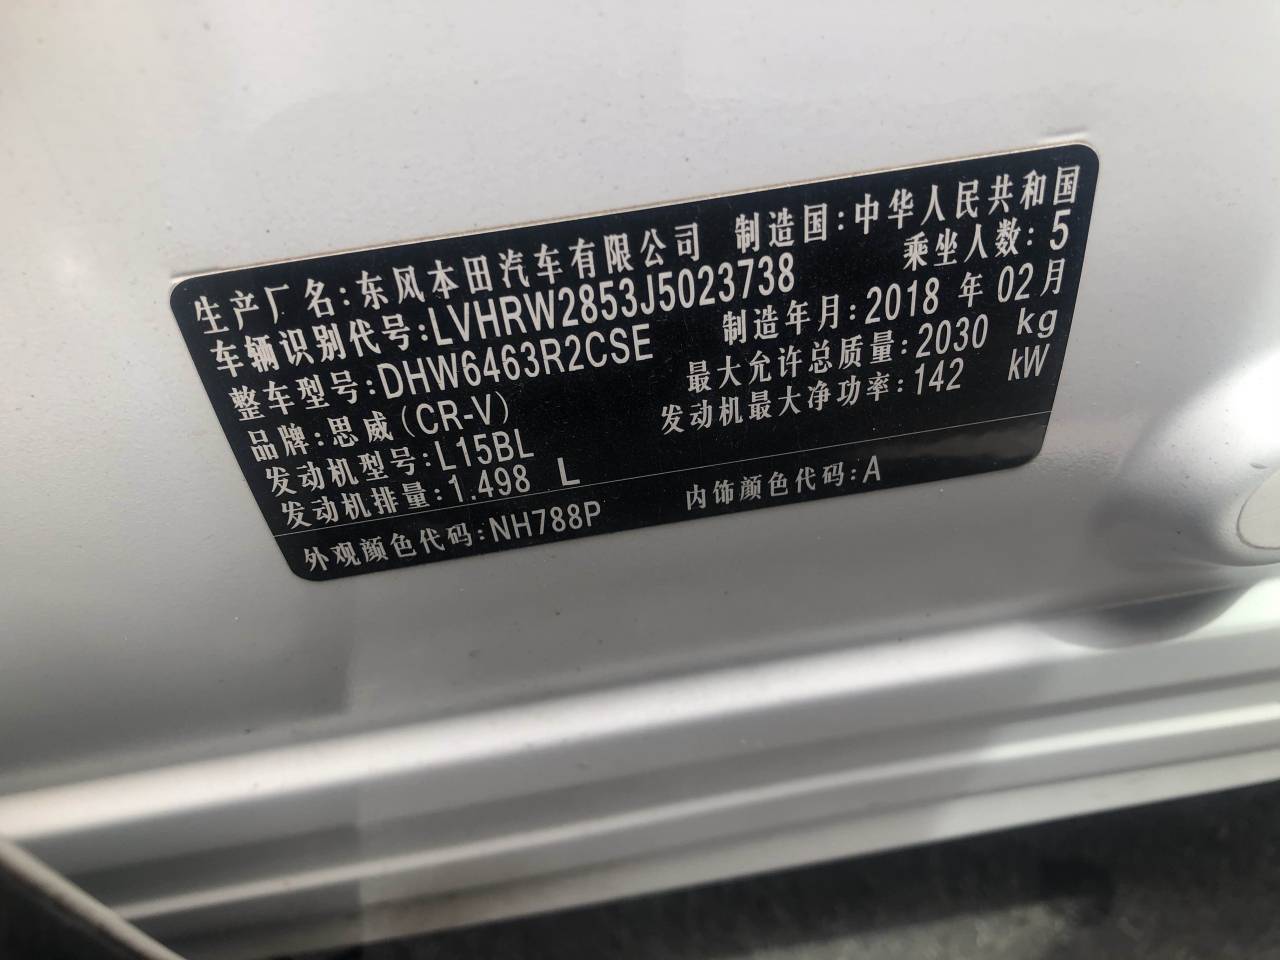 生产厂名:东风本田汽车有限公司 制造国:中华人民共和国
车辆识别代号:LVHRW2853J5023738 乘坐人数:5
整车型号:DHW6463R2CSE 制造年月:2018 年 02 月
品牌:思威(CR-V) 最大允许总质量:2030 kg
发动机型号:L15BL 发动机最大净功率:142 kW
发动机排量:1.498 L
外观颜色代码:NH788P 内饰颜色代码:A